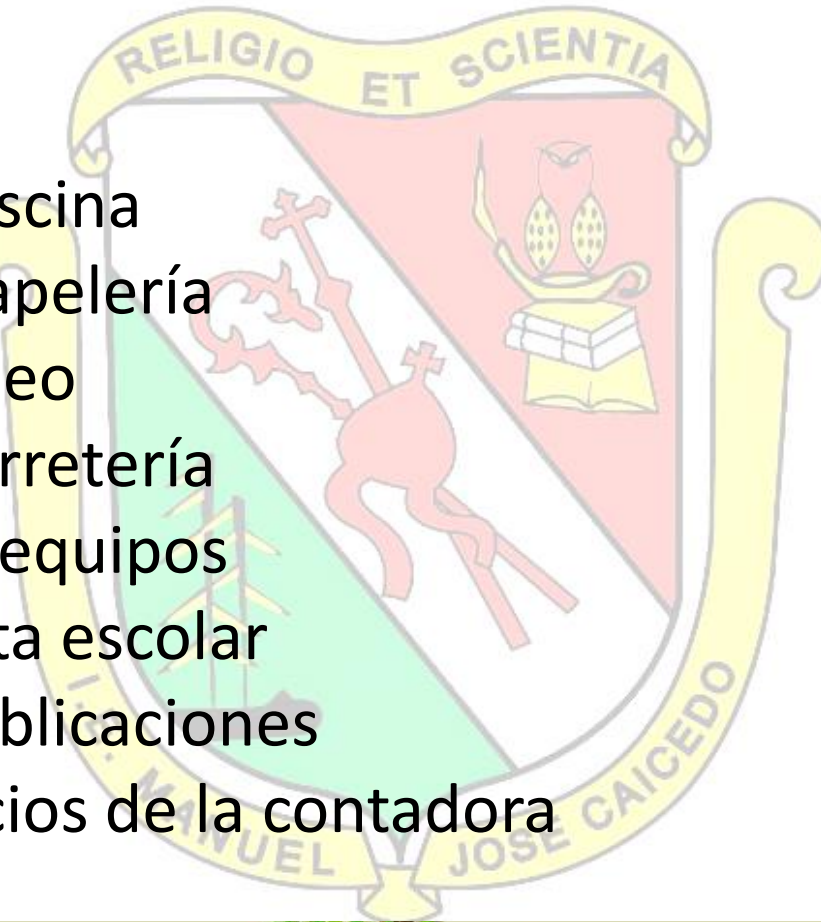 RELIGIO ET SCIENTIA
scina
apelería
eo
rretería
equipos
ta escolar
blicaciones
cios de la contadora
MANUEL JOSE CAICEDO